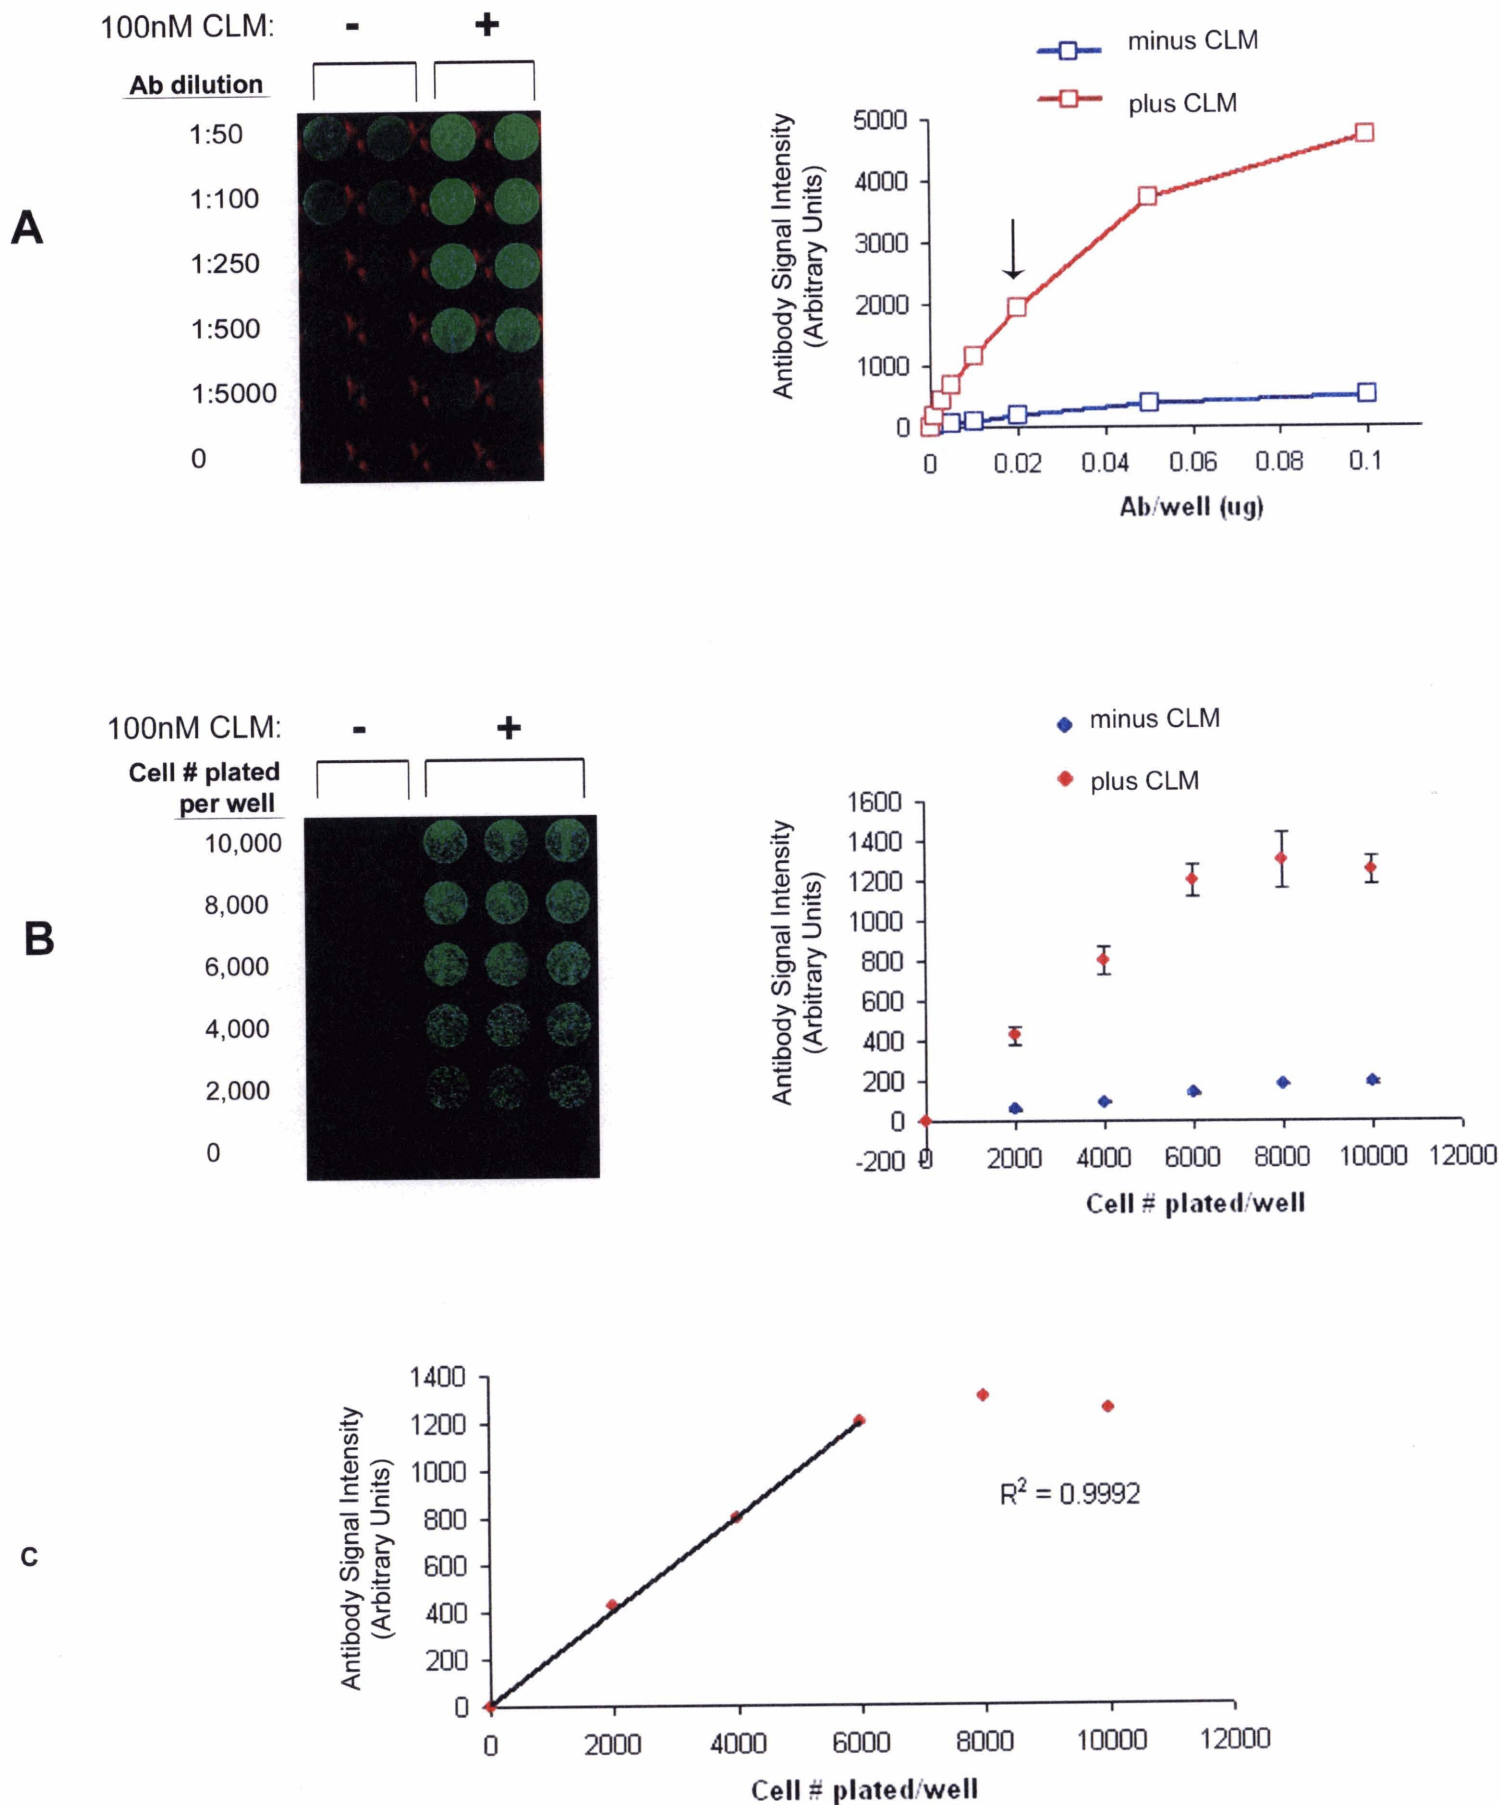 100nM CLM: - +
Ab dilution
1:50
1:100
1:250
1:500
1:5000
0
A
minus CLM
plus CLM
Antibody Signal Intensity
(Arbitrary Units)
5000
4000
3000
2000
1000
0
0 0.02 0.04 0.06 0.08 0.1
Ab/well (ug)
100nM CLM: - +
Cell # plated
per well
10,000
8,000
6,000
4,000
2,000
0
B
minus CLM
plus CLM
Antibody Signal Intensity
(Arbitrary Units)
1600
1400
1200
1000
800
600
400
200
0
-200
0 2000 4000 6000 8000 10000 12000
Cell # plated/well
C
Antibody Signal Intensity
(Arbitrary Units)
1400
1200
1000
800
600
400
200
0
R² = 0.9992
0 2000 4000 6000 8000 10000 12000
Cell # plated/well